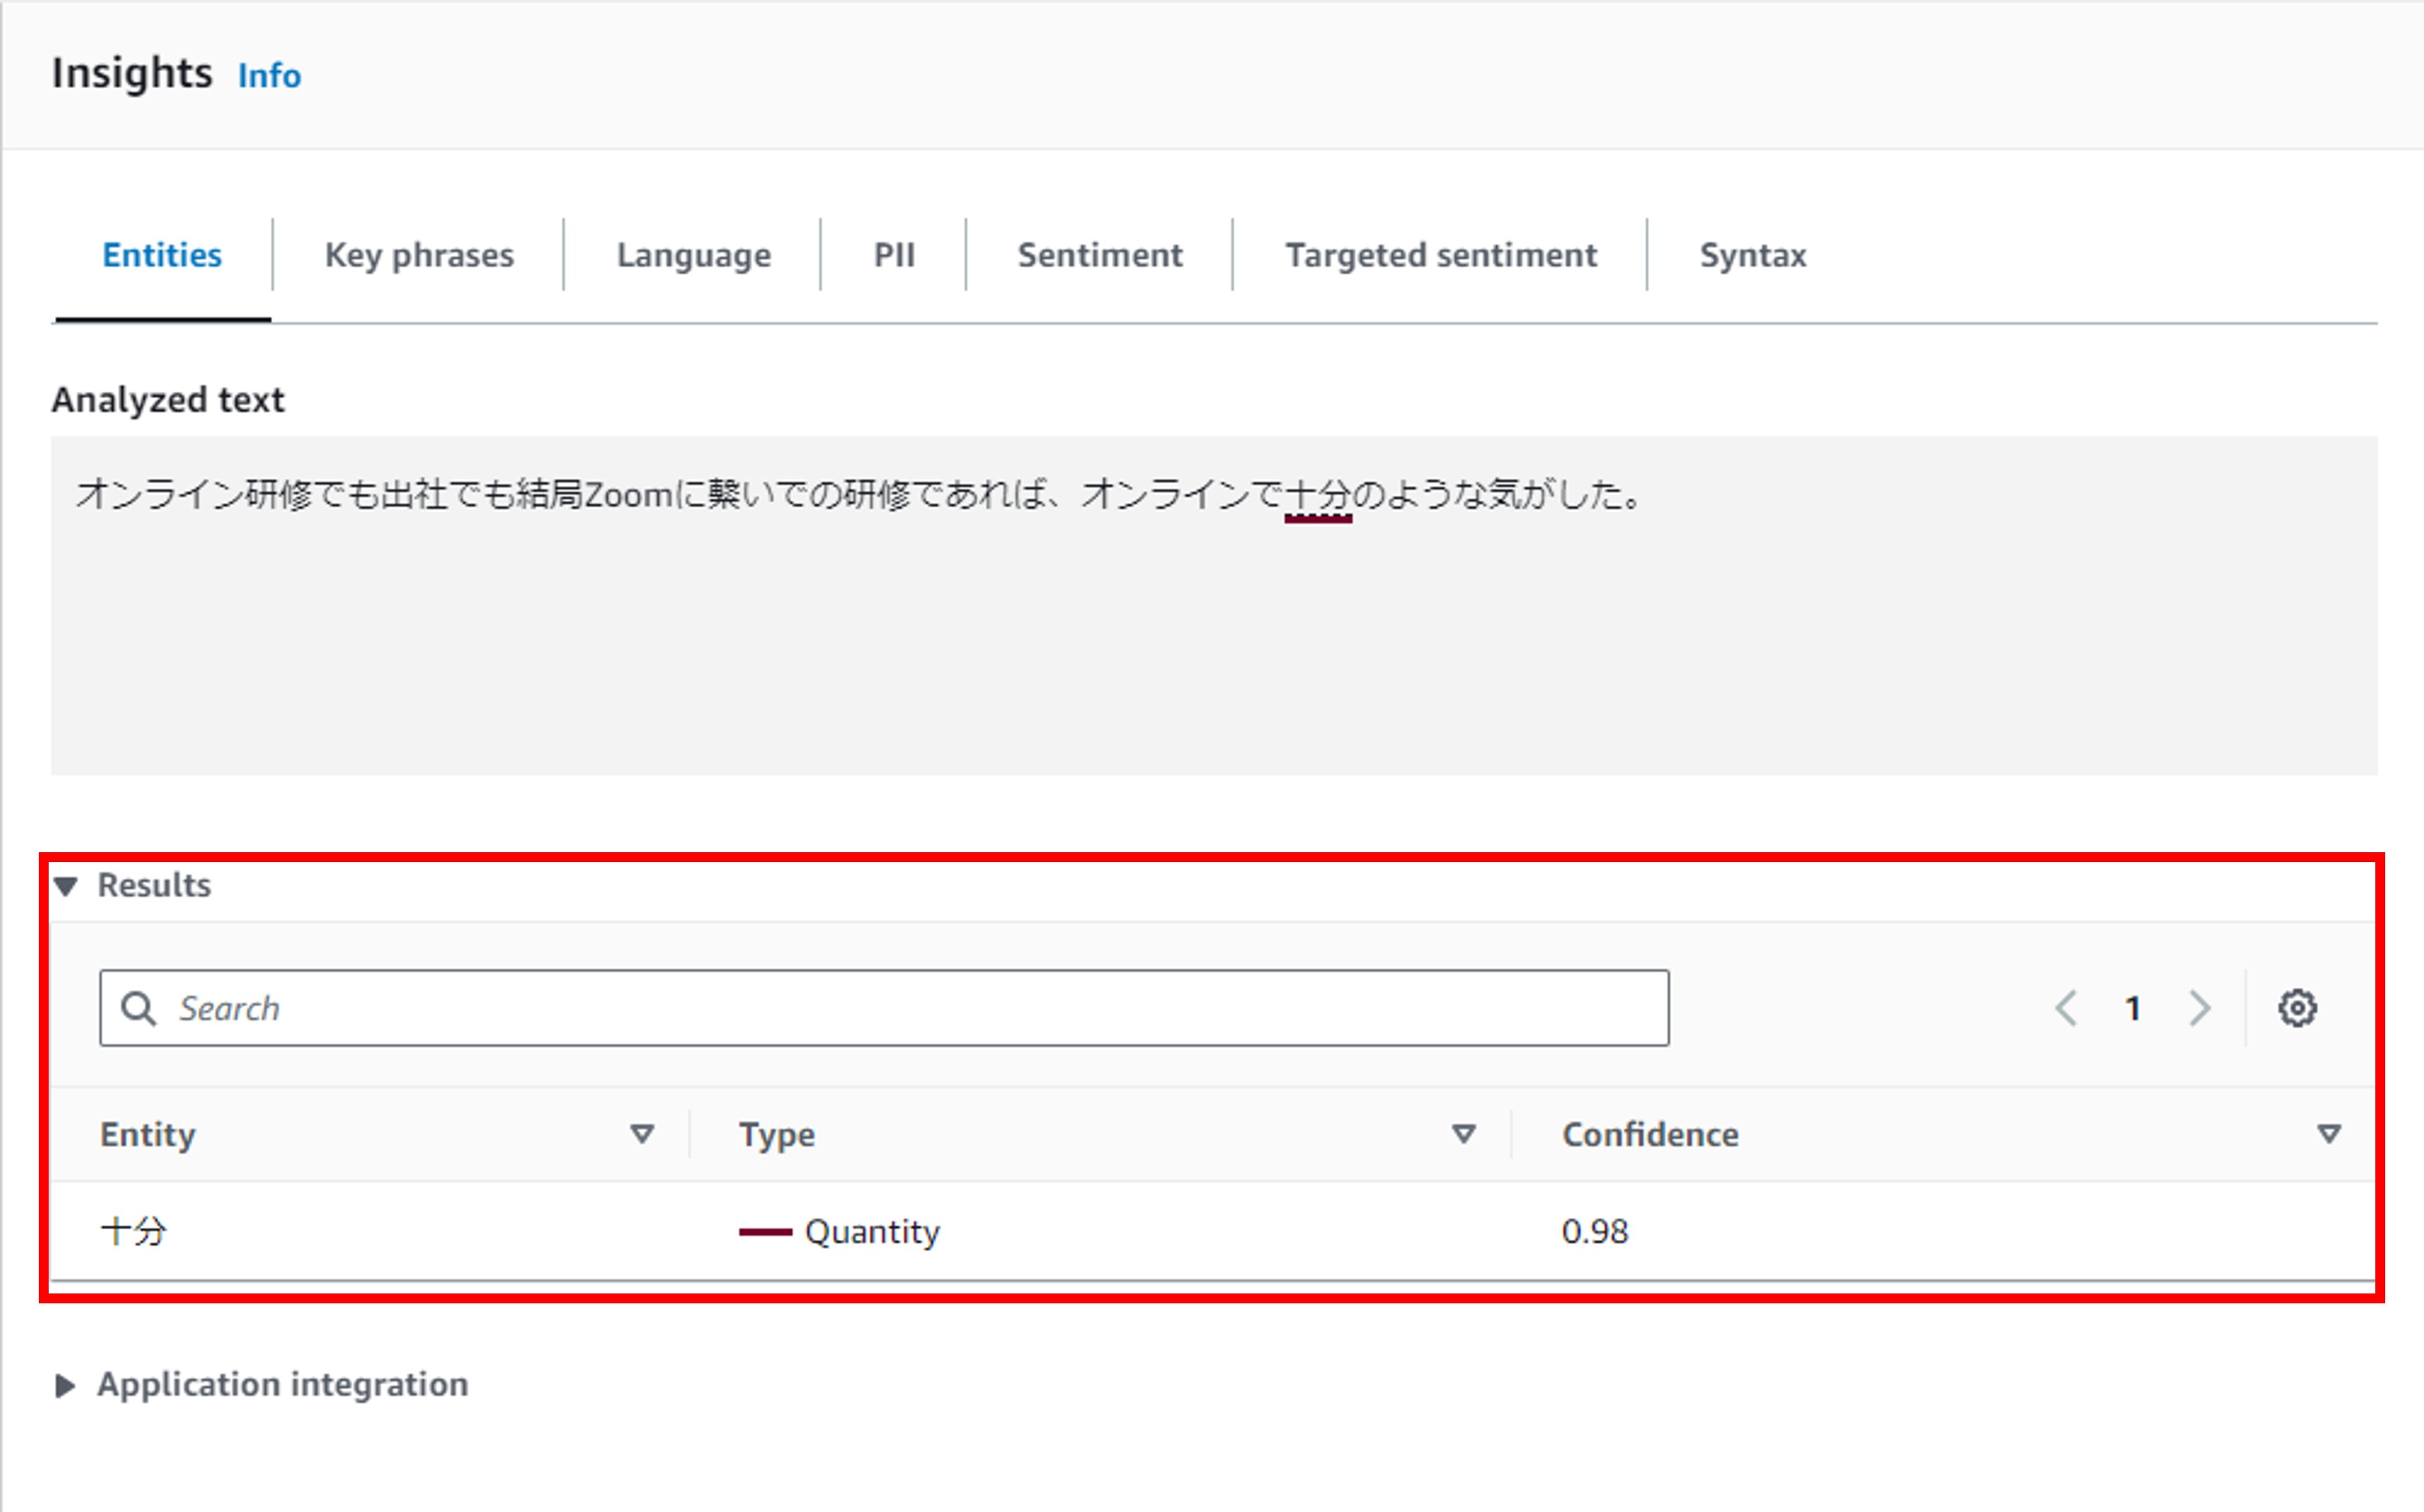 Insights Info
Entities Key phrases Language PII Sentiment Targeted sentiment Syntax
Analyzed text
オンライン研修でも出社でも結局Zoomに繋いでの研修であれば、オンラインで十分のような気がした。
Results
Search 1
Entity Type Confidence
十分 Quantity 0.98
Application integration